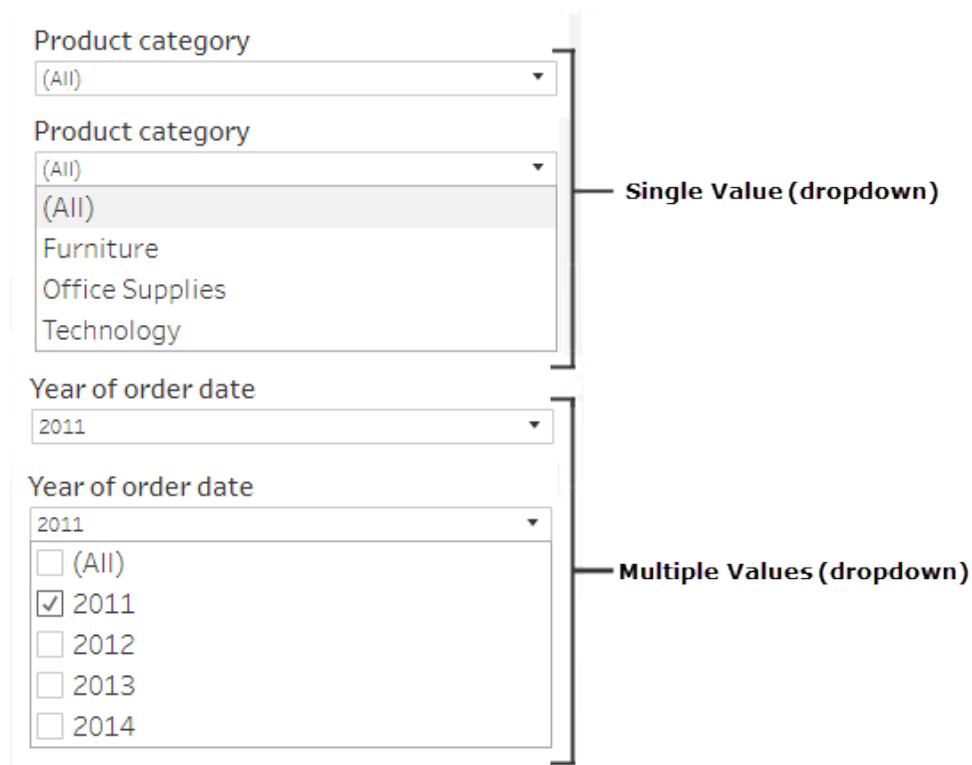 Product category
(All)
Product category
(All)
(All)
Furniture
Office Supplies
Technology
Single Value (dropdown)
Year of order date
2011
Year of order date
2011
(All)
2011
2012
2013
2014
Multiple Values (dropdown)